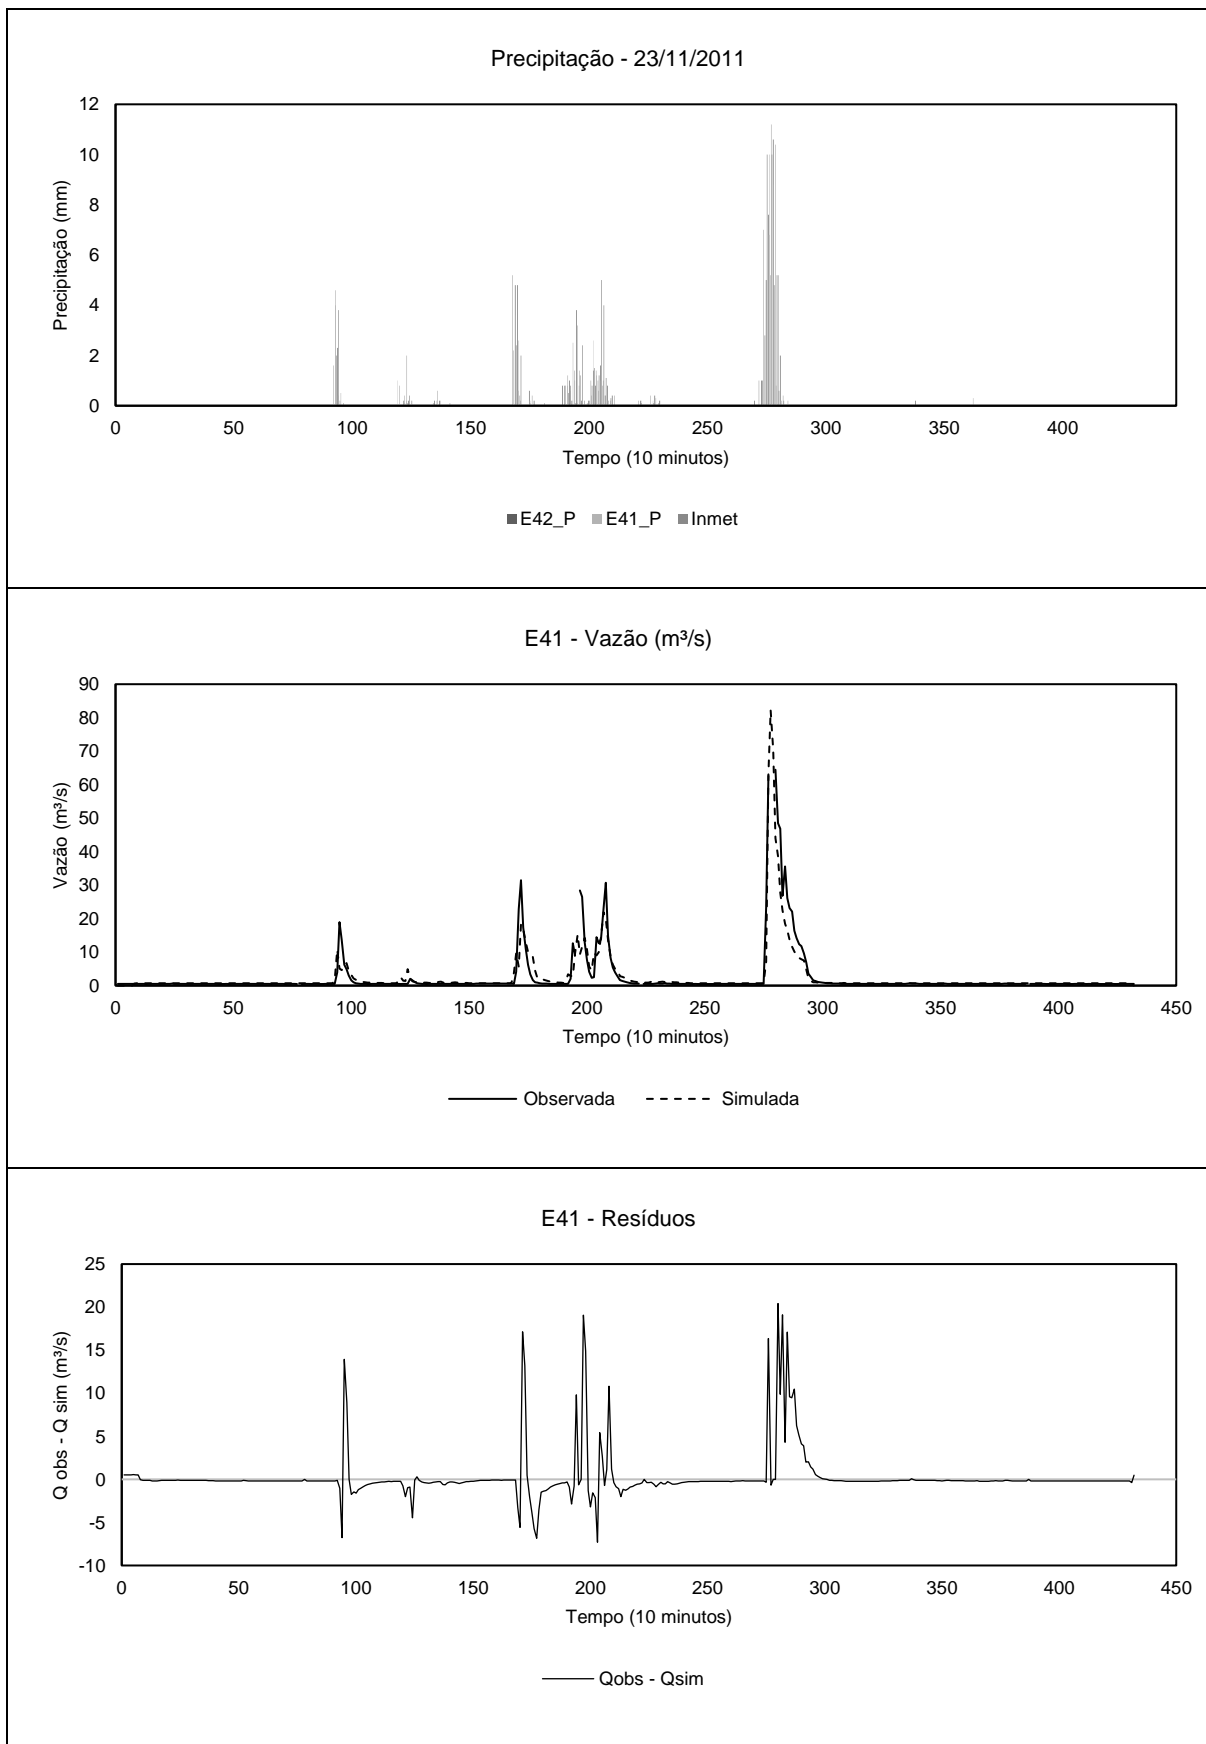 Precipitação - 23/11/2011
12
10
8
6
4
2
0
Precipitação (mm)
0 50 100 150 200 250 300 350 400
Tempo (10 minutos)
E42_P E41_P Inmet
E41 - Vazão (m³/s)
90
80
70
60
50
40
30
20
10
0
Vazão (m³/s)
0 50 100 150 200 250 300 350 400 450
Tempo (10 minutos)
Observada Simulada
E41 - Resíduos
25
20
15
10
5
0
-5
-10
Q obs - Q sim (m³/s)
0 50 100 150 200 250 300 350 400 450
Tempo (10 minutos)
Qobs - Qsim